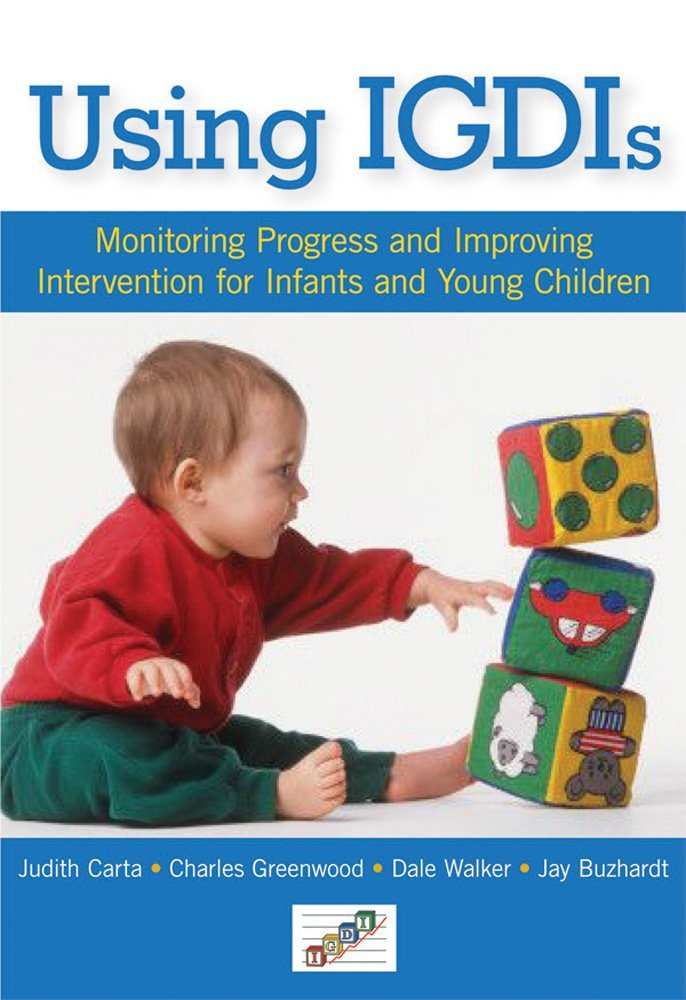 Using IGDIs
Monitoring Progress and Improving
Intervention for Infants and Young Children
Judith Carta • Charles Greenwood • Dale Walker • Jay Buzhardt
IGDI